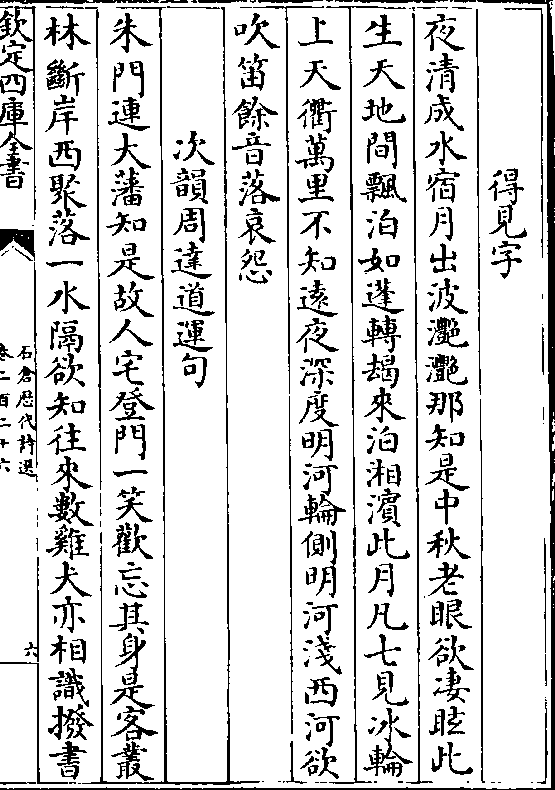 得見字
夜清成水宿月出波灔灔那知是中秋老眼欲凄眩此
生天地間飄泊如蓬轉朅來泊湘濵此月凡七見冰輪
上天衢萬里不知逺夜深度明河輪側明河淺西河欲
吹笛餘音落哀怨
次韻周達道運句
朱門連大藩知是故人宅登門一笑歡忘其身是客叢
林斷岸西聚落一水隔欲知往來數雞犬亦相識撥書
欽定四庫全書
石倉歴代詩選
卷二百二十六
六